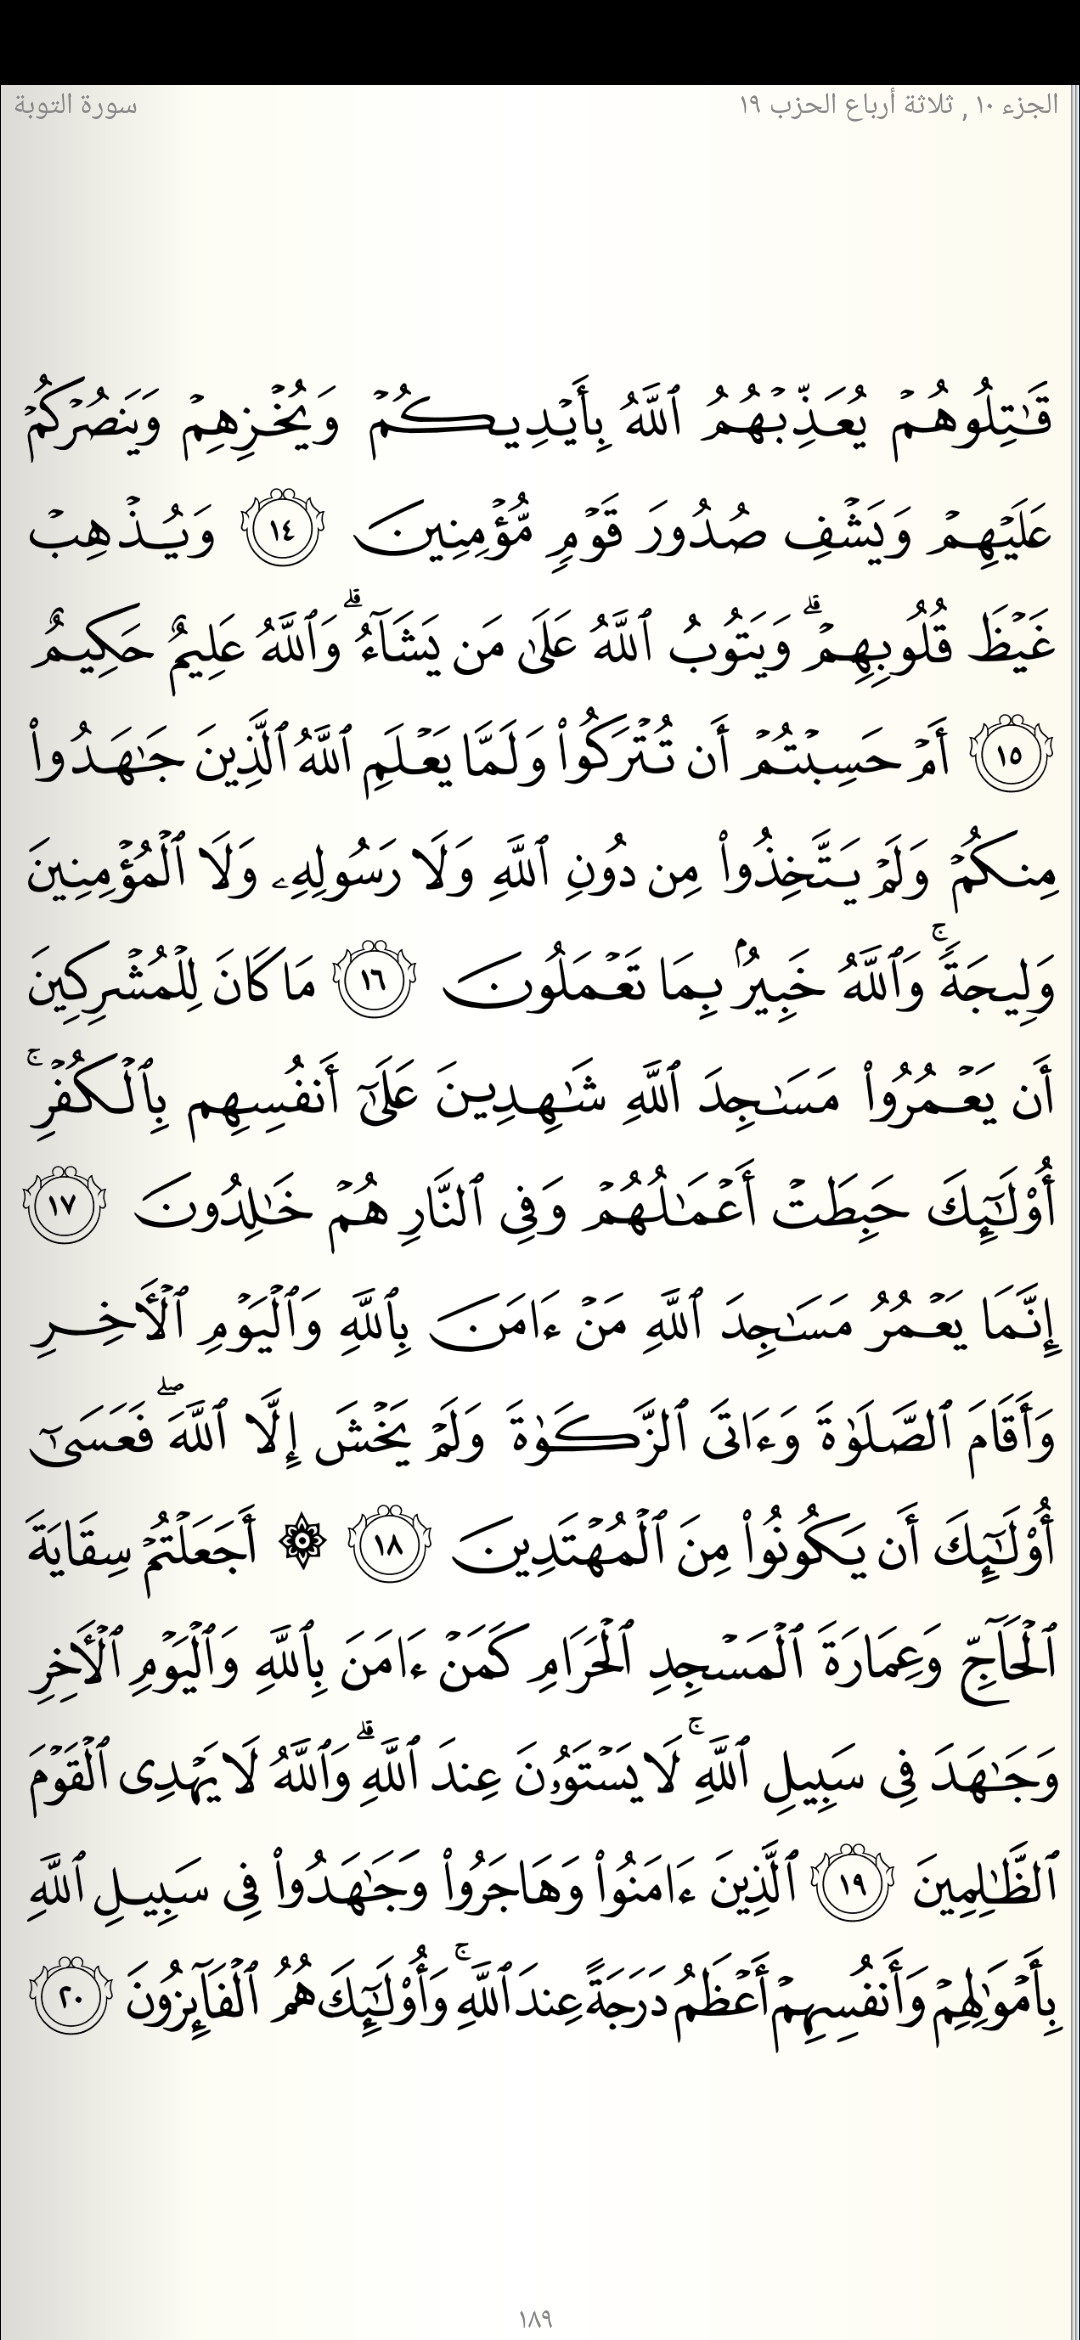 سورة التوبة
الجزء ١٠ , ثلاثة أرباع الحزب ١٩
قَٰتِلُوهُمۡ يُعَذِّبۡهُمُ ٱللَّهُ بِأَيۡدِيكُمۡ وَيُخۡزِهِمۡ وَيَنصُرۡكُمۡ
عَلَيۡهِمۡ وَيَشۡفِ صُدُورَ قَوۡمٖ مُّؤۡمِنِينَ ١٤ وَيُذۡهِبۡ
غَيۡظَ قُلُوبِهِمۡۗ وَيَتُوبُ ٱللَّهُ عَلَىٰ مَن يَشَآءُۗ وَٱللَّهُ عَلِيمٌ حَكِيمٌ
١٥ أَمۡ حَسِبۡتُمۡ أَن تُتۡرَكُواْ وَلَمَّا يَعۡلَمِ ٱللَّهُ ٱلَّذِينَ جَٰهَدُواْ
مِنكُمۡ وَلَمۡ يَتَّخِذُواْ مِن دُونِ ٱللَّهِ وَلَا رَسُولِهِۦ وَلَا ٱلۡمُؤۡمِنِينَ
وَلِيجَةٗۚ وَٱللَّهُ خَبِيرُۢ بِمَا تَعۡمَلُونَ ١٦ مَا كَانَ لِلۡمُشۡرِكِينَ
أَن يَعۡمُرُواْ مَسَٰجِدَ ٱللَّهِ شَٰهِدِينَ عَلَىٰٓ أَنفُسِهِم بِٱلۡكُفۡرِۚ
أُوْلَٰٓئِكَ حَبِطَتۡ أَعۡمَٰلُهُمۡ وَفِي ٱلنَّارِ هُمۡ خَٰلِدُونَ ١٧
إِنَّمَا يَعۡمُرُ مَسَٰجِدَ ٱللَّهِ مَنۡ ءَامَنَ بِٱللَّهِ وَٱلۡيَوۡمِ ٱلۡأٓخِرِ
وَأَقَامَ ٱلصَّلَوٰةَ وَءَاتَى ٱلزَّكَوٰةَ وَلَمۡ يَخۡشَ إِلَّا ٱللَّهَۖ فَعَسَىٰٓ
أُوْلَٰٓئِكَ أَن يَكُونُواْ مِنَ ٱلۡمُهۡتَدِينَ ١٨ ۞ أَجَعَلۡتُمۡ سِقَايَةَ
ٱلۡحَآجِّ وَعِمَارَةَ ٱلۡمَسۡجِدِ ٱلۡحَرَامِ كَمَنۡ ءَامَنَ بِٱللَّهِ وَٱلۡيَوۡمِ ٱلۡأٓخِرِ
وَجَٰهَدَ فِي سَبِيلِ ٱللَّهِۚ لَا يَسۡتَوُۥنَ عِندَ ٱللَّهِۗ وَٱللَّهُ لَا يَهۡدِي ٱلۡقَوۡمَ
ٱلظَّٰلِمِينَ ١٩ ٱلَّذِينَ ءَامَنُواْ وَهَاجَرُواْ وَجَٰهَدُواْ فِي سَبِيلِ ٱللَّهِ
بِأَمۡوَٰلِهِمۡ وَأَنفُسِهِمۡ أَعۡظَمُ دَرَجَةً عِندَ ٱللَّهِۚ وَأُوْلَٰٓئِكَ هُمُ ٱلۡفَآئِزُونَ ٢٠
١٨٩